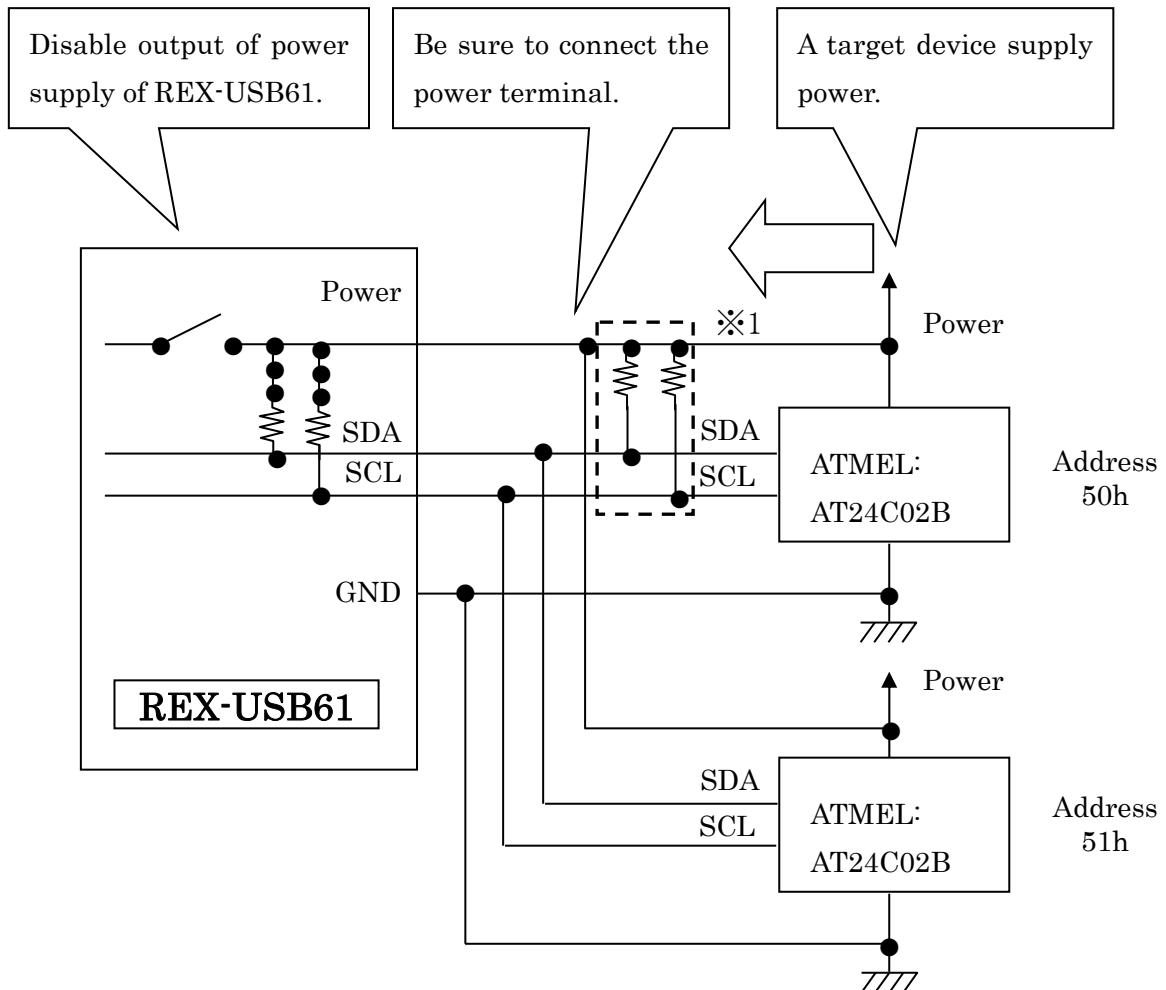 Disable output of power
supply of REX-USB61.
Be sure to connect the
power terminal.
A target device supply
power.
Power
※1
Power
SDA
SCL
SDA
SCL
ATMEL:
AT24C02B
Address
50h
GND
REX-USB61
Power
SDA
SCL
ATMEL:
AT24C02B
Address
51h